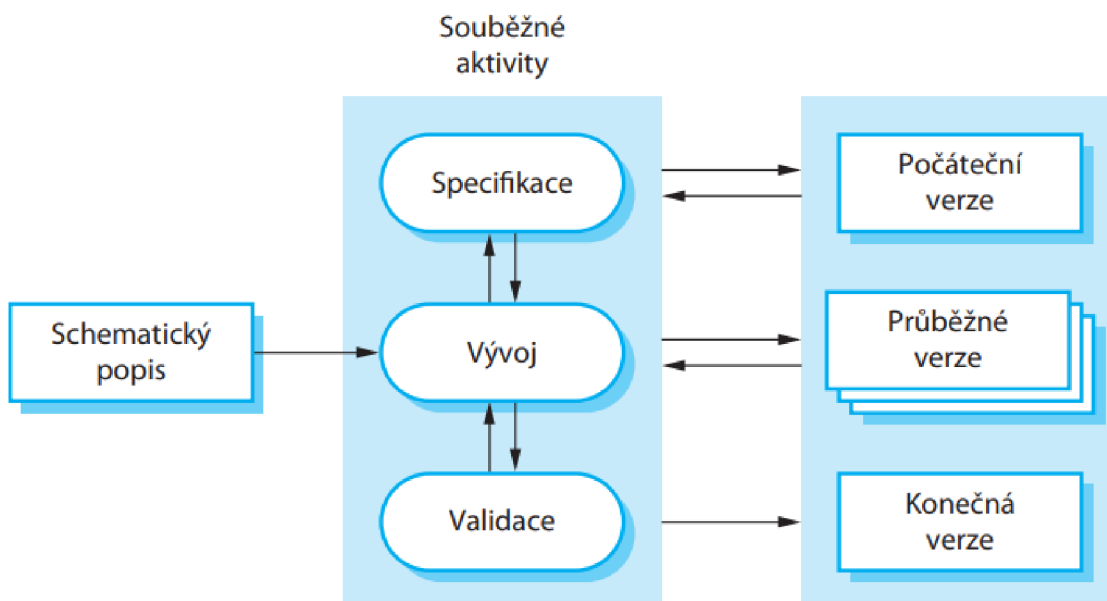 Souběžné
aktivity
Specifikace
Počáteční
verze
Schematický
popis
Vývoj
Průběžné
verze
Validace
Konečná
verze